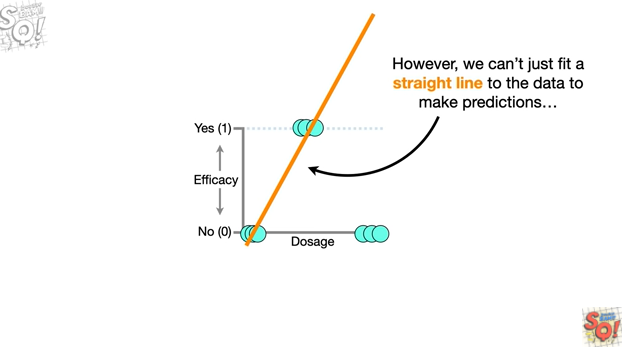 However, we can't just fit a
straight line to the data to
make predictions…
Yes (1)
Efficacy
No (0)
Dosage
SQ!